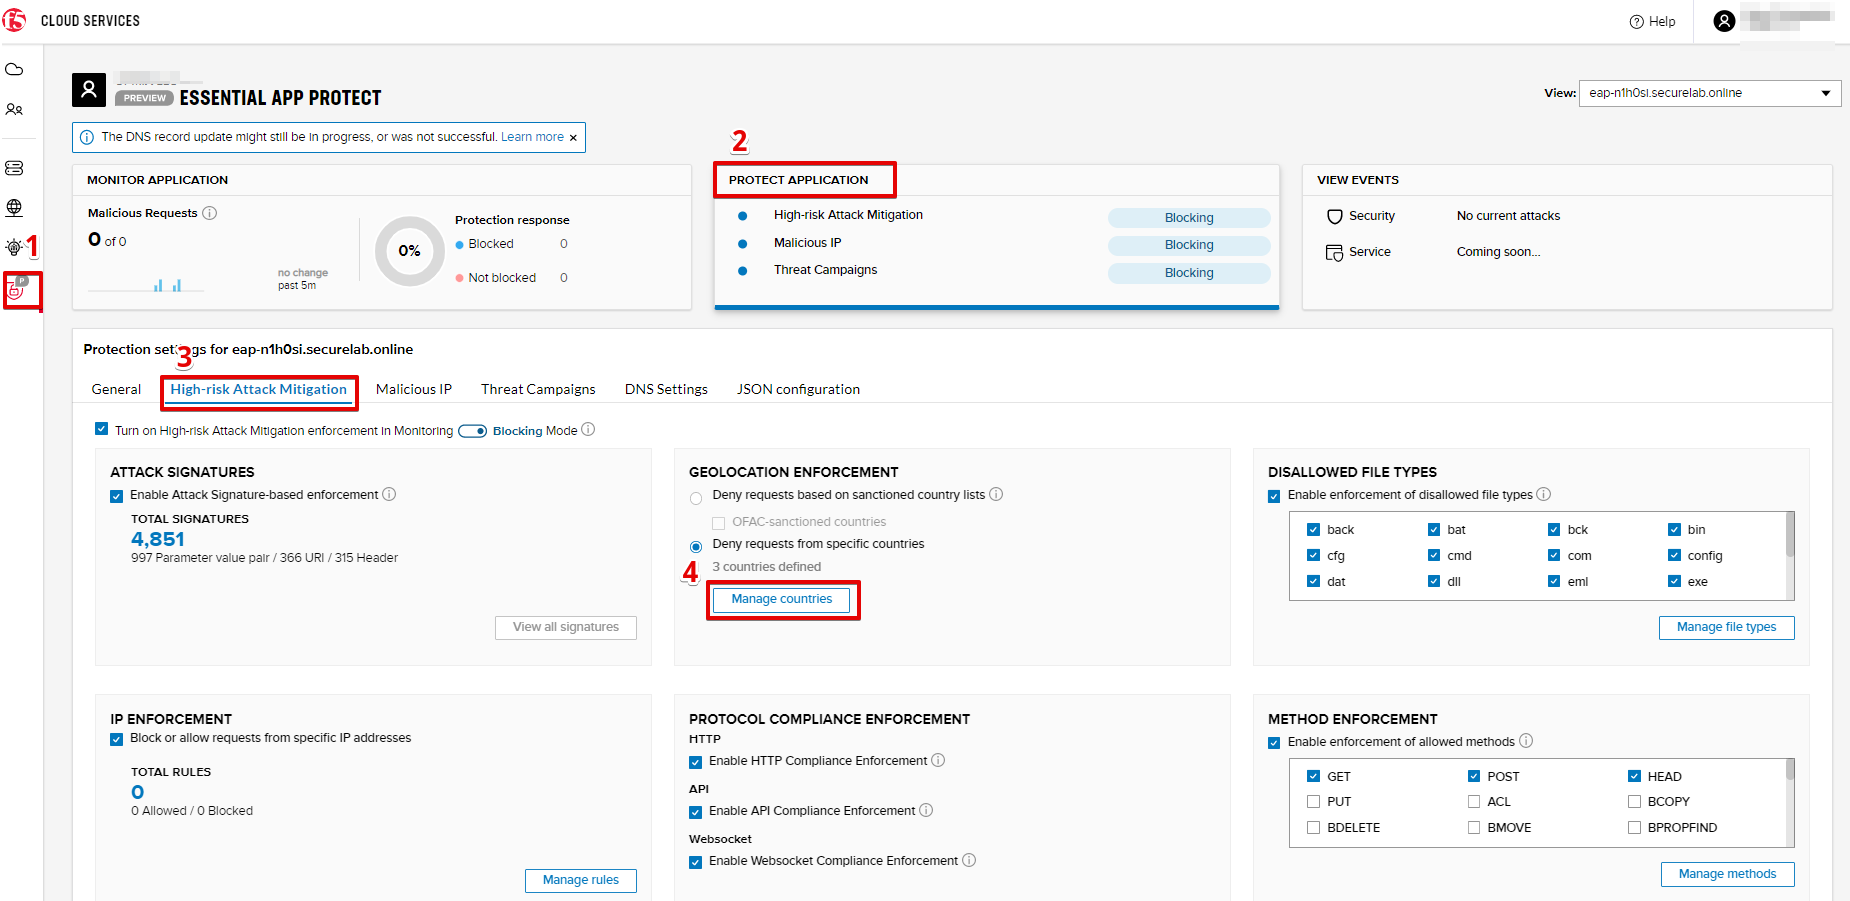 f5 CLOUD SERVICES
Help
PREVIEW ESSENTIAL APP PROTECT
View: eap-n1h0si.securelab.online
The DNS record update might still be in progress, or was not successful. Learn more ×
1
P
2
MONITOR APPLICATION
Malicious Requests
0 of 0
no change
past 5m
0%
Protection response
Blocked 0
Not blocked 0
PROTECT APPLICATION
High-risk Attack Mitigation Blocking
Malicious IP Blocking
Threat Campaigns Blocking
VIEW EVENTS
Security No current attacks
Service Coming soon...
Protection settings for eap-n1h0si.securelab.online
3
General High-risk Attack Mitigation Malicious IP Threat Campaigns DNS Settings JSON configuration
Turn on High-risk Attack Mitigation enforcement in Monitoring Blocking Mode
ATTACK SIGNATURES
Enable Attack Signature-based enforcement
TOTAL SIGNATURES
4,851
997 Parameter value pair / 366 URI / 315 Header
View all signatures
GEOLOCATION ENFORCEMENT
Deny requests based on sanctioned country lists
OFAC-sanctioned countries
Deny requests from specific countries
3 countries defined
4
Manage countries
DISALLOWED FILE TYPES
Enable enforcement of disallowed file types
back bat bck bin
cfg cmd com config
dat dll eml exe
Manage file types
IP ENFORCEMENT
Block or allow requests from specific IP addresses
TOTAL RULES
0
0 Allowed / 0 Blocked
Manage rules
PROTOCOL COMPLIANCE ENFORCEMENT
HTTP
Enable HTTP Compliance Enforcement
API
Enable API Compliance Enforcement
Websocket
Enable Websocket Compliance Enforcement
METHOD ENFORCEMENT
Enable enforcement of allowed methods
GET POST HEAD
PUT ACL BCOPY
BDELETE BMOVE BPROPFIND
Manage methods